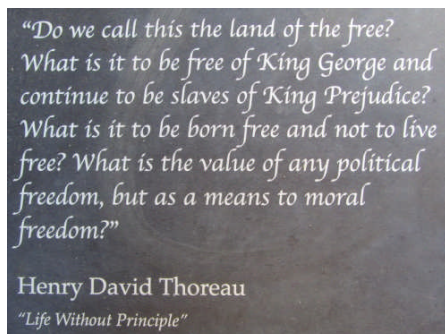 “Do we call this the land of the free?
What is it to be free of King George and
continue to be slaves of King Prejudice?
What is it to be born free and not to live
free? What is the value of any political
freedom, but as a means to moral
freedom?”
Henry David Thoreau
“Life Without Principle”